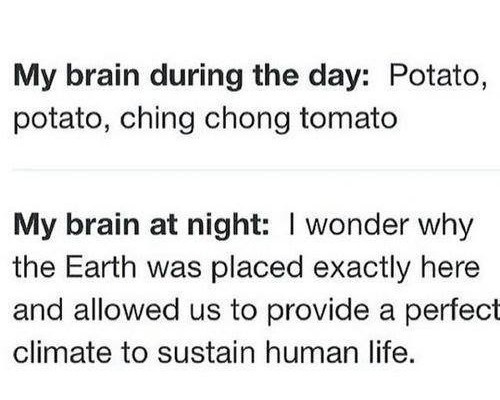 My brain during the day: Potato,
potato, ching chong tomato
My brain at night: I wonder why
the Earth was placed exactly here
and allowed us to provide a perfect
climate to sustain human life.